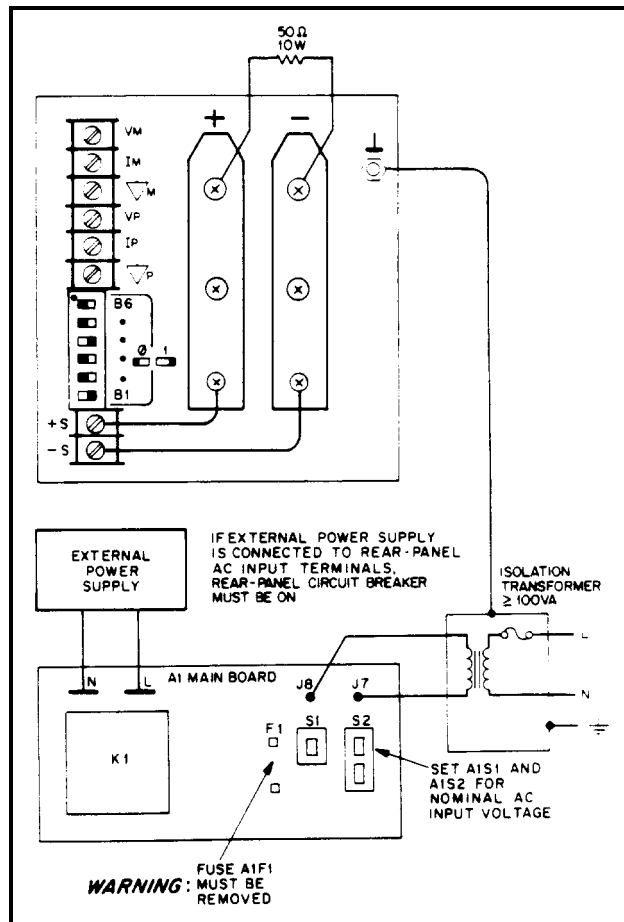 50Ω
10W
+
-
VM
IM
M
VP
IP
P
B6
0 1
B1
+S
-S
EXTERNAL
POWER
SUPPLY
IF EXTERNAL POWER SUPPLY
IS CONNECTED TO REAR-PANEL
AC INPUT TERMINALS,
REAR-PANEL CIRCUIT BREAKER
MUST BE ON
ISOLATION
TRANSFORMER
≥ 100VA
L
N
N L
A1 MAIN BOARD
J8 J7
F1
S1 S2
K1
SET A1S1 AND
A1S2 FOR
NOMINAL AC
INPUT VOLTAGE
WARNING: FUSE A1F1
MUST BE
REMOVED